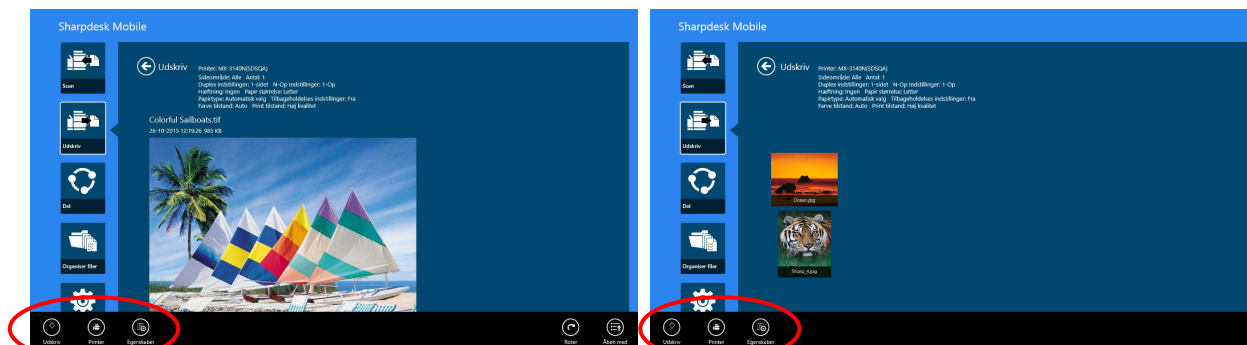 Sharpdesk Mobile
Scan
Udskriv
Del
Organiser filer
Udskriv
Printer: MX-3140N(SDSQA)
Sideområde: Alle Antal: 1
Duplex indstillinger: 1-sidet N-Op Indstillinger: 1-Op
Hæftning: Ingen Papir størrelse: Letter
Papirtype: Automatisk valg Tilbageholdelses indstillinger: Fra
Farve tilstand: Auto Print tilstand: Høj kvalitet
Colorful Sailboats.tif
26-10-2015 12:19:26 985 KB
Udskriv Printer Egenskaber Roter Åben med
Sharpdesk Mobile
Scan
Udskriv
Del
Organiser filer
Udskriv
Printer: MX-3140N(SDSQA)
Sideområde: Alle Antal: 1
Duplex indstillinger: 1-sidet N-Op Indstillinger: 1-Op
Hæftning: Ingen Papir størrelse: Letter
Papirtype: Automatisk valg Tilbageholdelses indstillinger: Fra
Farve tilstand: Auto Print tilstand: Høj kvalitet
Ocean.jpg
Sharp_4.jpg
Udskriv Printer Egenskaber